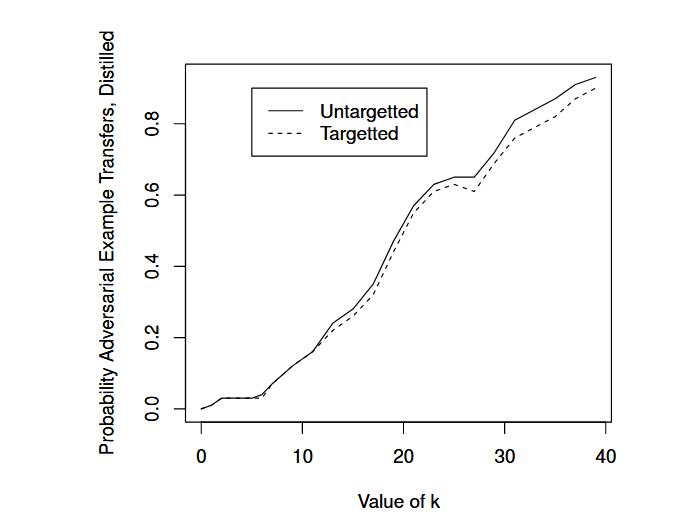 Probability Adversarial Example Transfers, Distilled
0.8
0.6
0.4
0.2
0.0
Untargetted
Targetted
0 10 20 30 40
Value of k